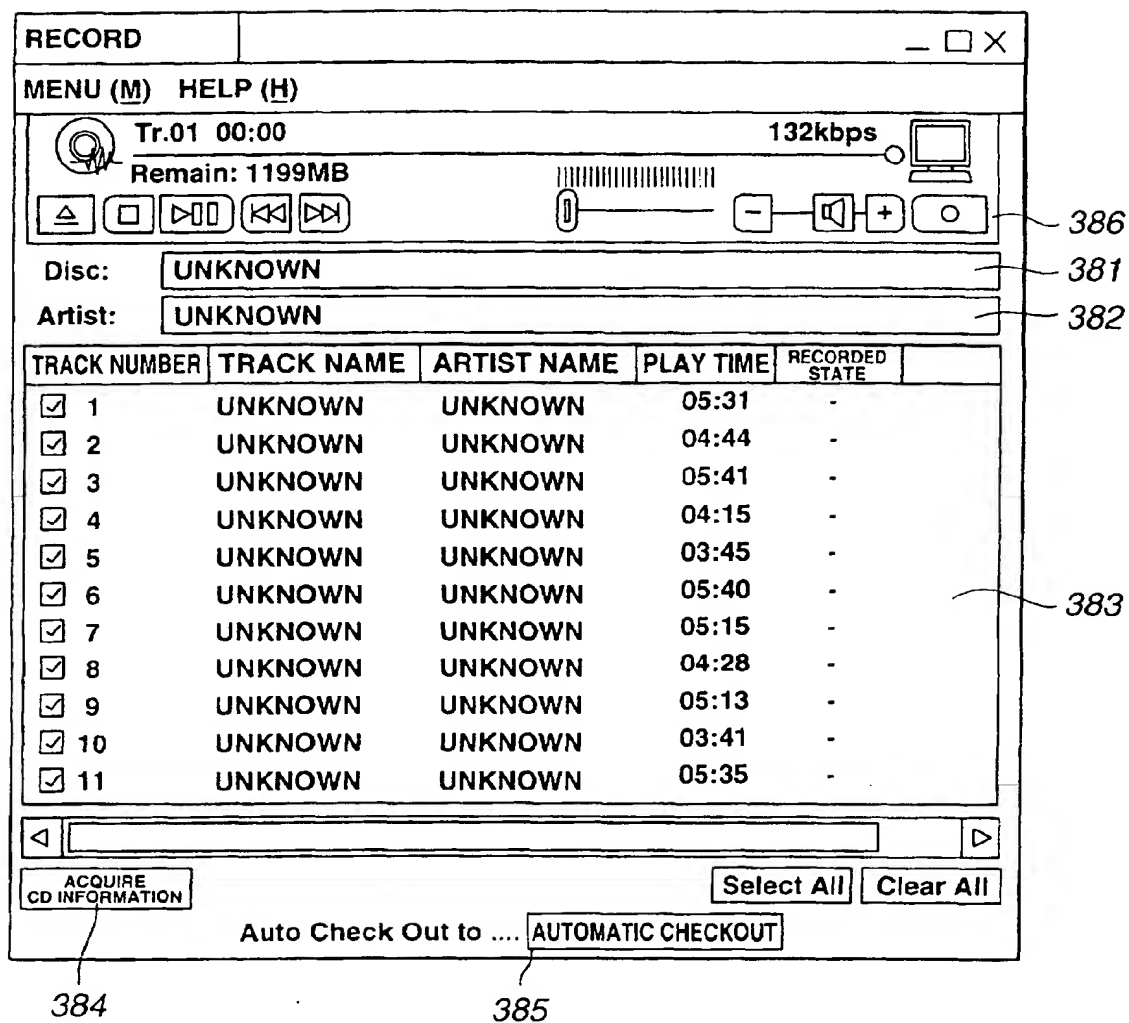 RECORD
MENU (M) HELP (H)
Tr.01 00:00 132kbps
Remain: 1199MB
386
Disc: UNKNOWN 381
Artist: UNKNOWN 382
TRACK NUMBER TRACK NAME ARTIST NAME PLAY TIME RECORDED STATE
1 UNKNOWN UNKNOWN 05:31 -
2 UNKNOWN UNKNOWN 04:44 -
3 UNKNOWN UNKNOWN 05:41 -
4 UNKNOWN UNKNOWN 04:15 -
5 UNKNOWN UNKNOWN 03:45 -
6 UNKNOWN UNKNOWN 05:40 -
383
7 UNKNOWN UNKNOWN 05:15 -
8 UNKNOWN UNKNOWN 04:28 -
9 UNKNOWN UNKNOWN 05:13 -
10 UNKNOWN UNKNOWN 03:41 -
11 UNKNOWN UNKNOWN 05:35 -
ACQUIRE
CD INFORMATION
Select All Clear All
Auto Check Out to .... AUTOMATIC CHECKOUT
384 385